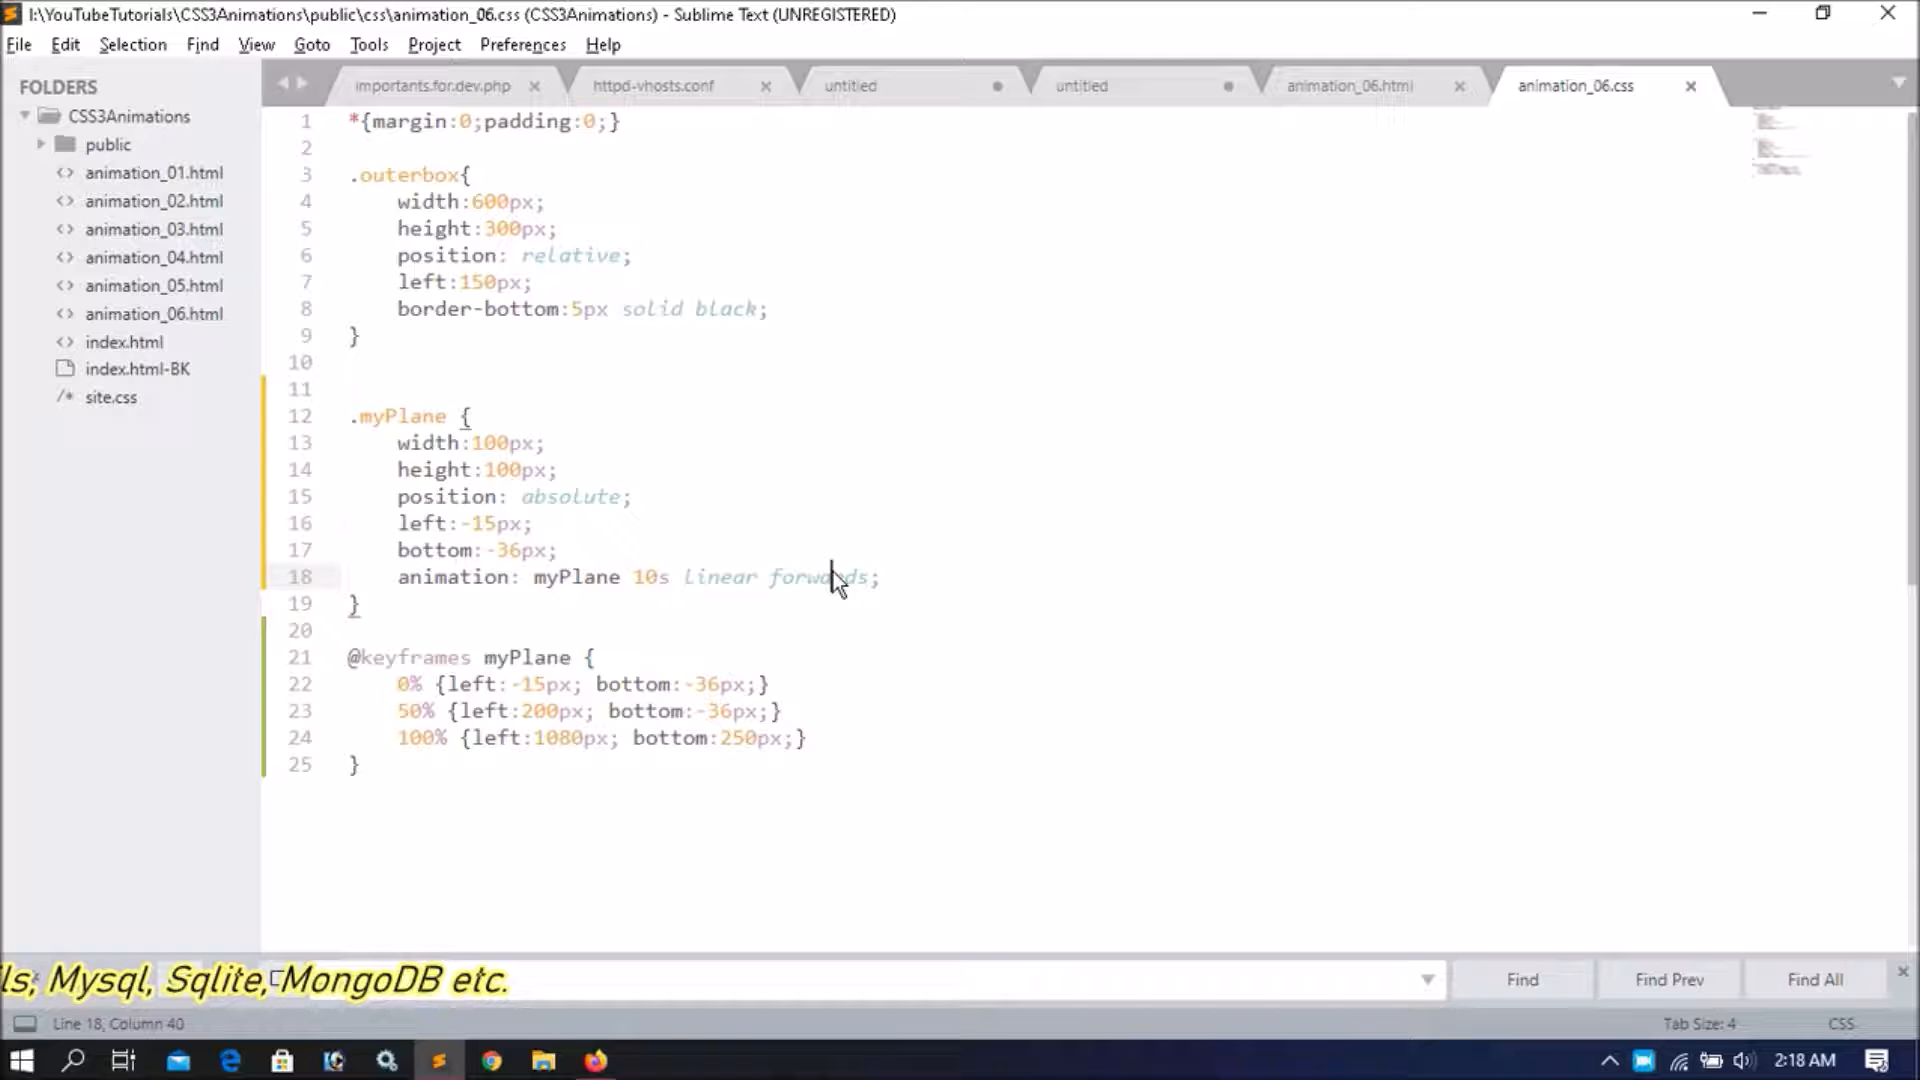 I:\YouTubeTutorials\CSS3Animations\public\css\animation_06.css (CSS3Animations) - Sublime Text (UNREGISTERED)
File Edit Selection Find View Goto Tools Project Preferences Help
FOLDERS
CSS3Animations
public
animation_01.html
animation_02.html
animation_03.html
animation_04.html
animation_05.html
animation_06.html
index.html
index.html-BK
site.css
importants.for.dev.php httpd-vhosts.conf untitled untitled animation_06.html animation_06.css
1 *{margin:0;padding:0;}
2
3 .outerbox{
4 width:600px;
5 height:300px;
6 position: relative;
7 left:150px;
8 border-bottom:5px solid black;
9 }
10
11
12 .myPlane {
13 width:100px;
14 height:100px;
15 position: absolute;
16 left:-15px;
17 bottom:-36px;
18 animation: myPlane 10s linear forwards;
19 }
20
21 @keyframes myPlane {
22 0% {left:-15px; bottom:-36px;}
23 50% {left:200px; bottom:-36px;}
24 100% {left:1080px; bottom:250px;}
25 }
ls, Mysql, Sqlite, MongoDB etc.
Find Find Prev Find All
Line 18, Column 40 Tab Size: 4 CSS
2:18 AM